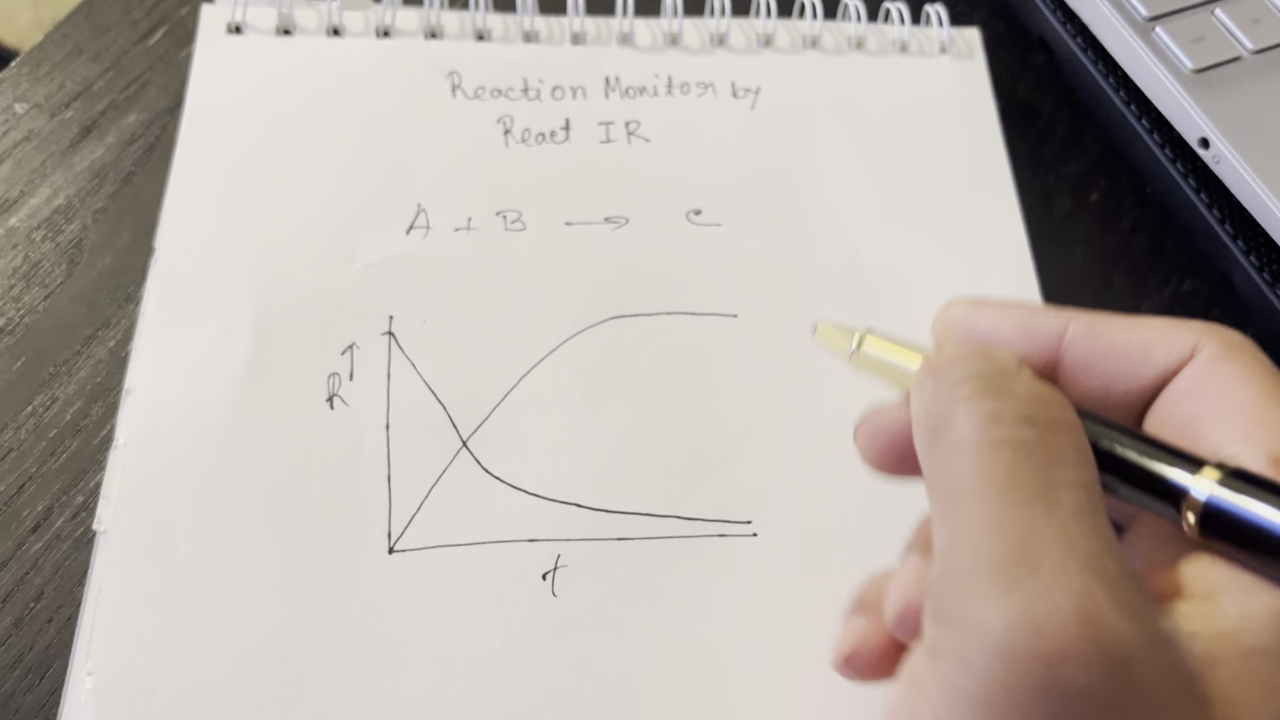 Reaction Monitor by
React IR
A + B → C
R ↑
t